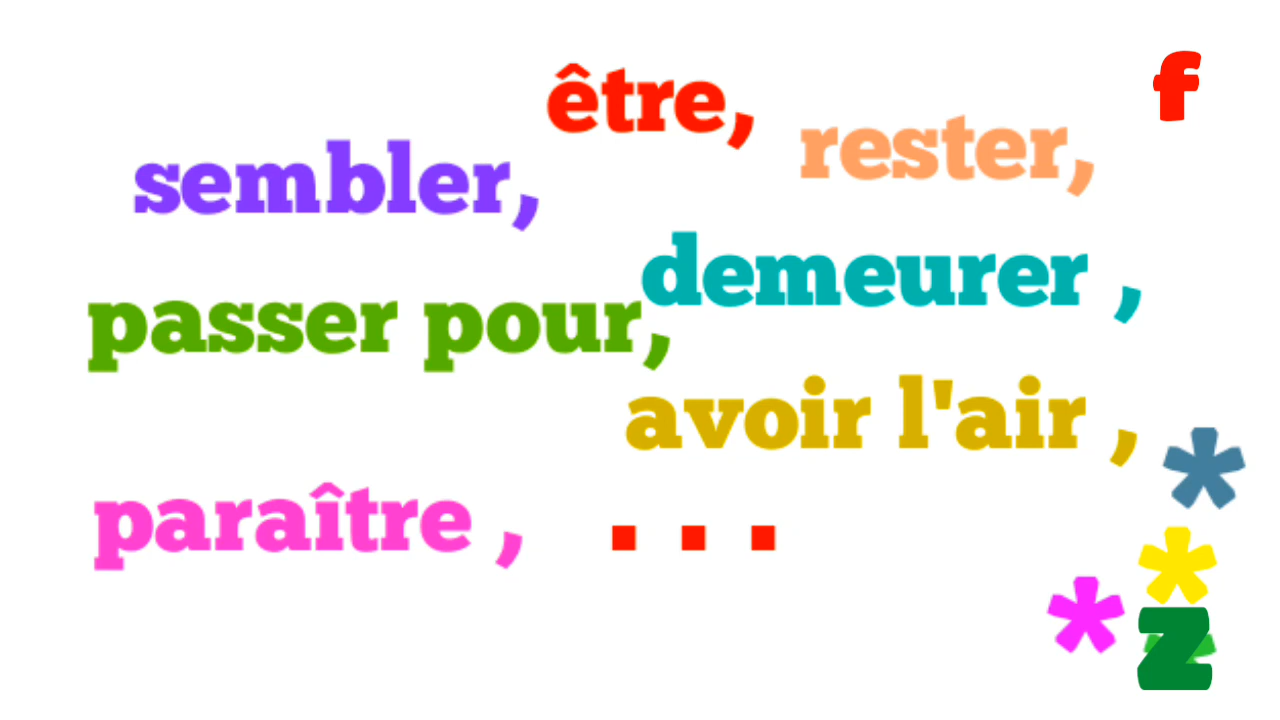 être,
f
rester,
sembler,
demeurer ,
passer pour,
avoir l'air ,
*
paraître , ...
*
*
z